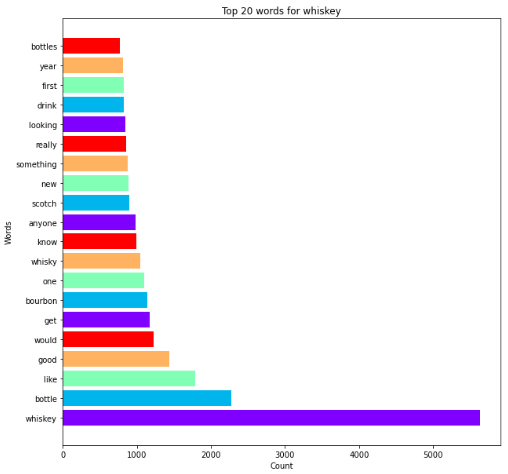 Top 20 words for whiskey
Words
bottles
year
first
drink
looking
really
something
new
scotch
anyone
know
whisky
one
bourbon
get
would
good
like
bottle
whiskey
0 1000 2000 3000 4000 5000
Count